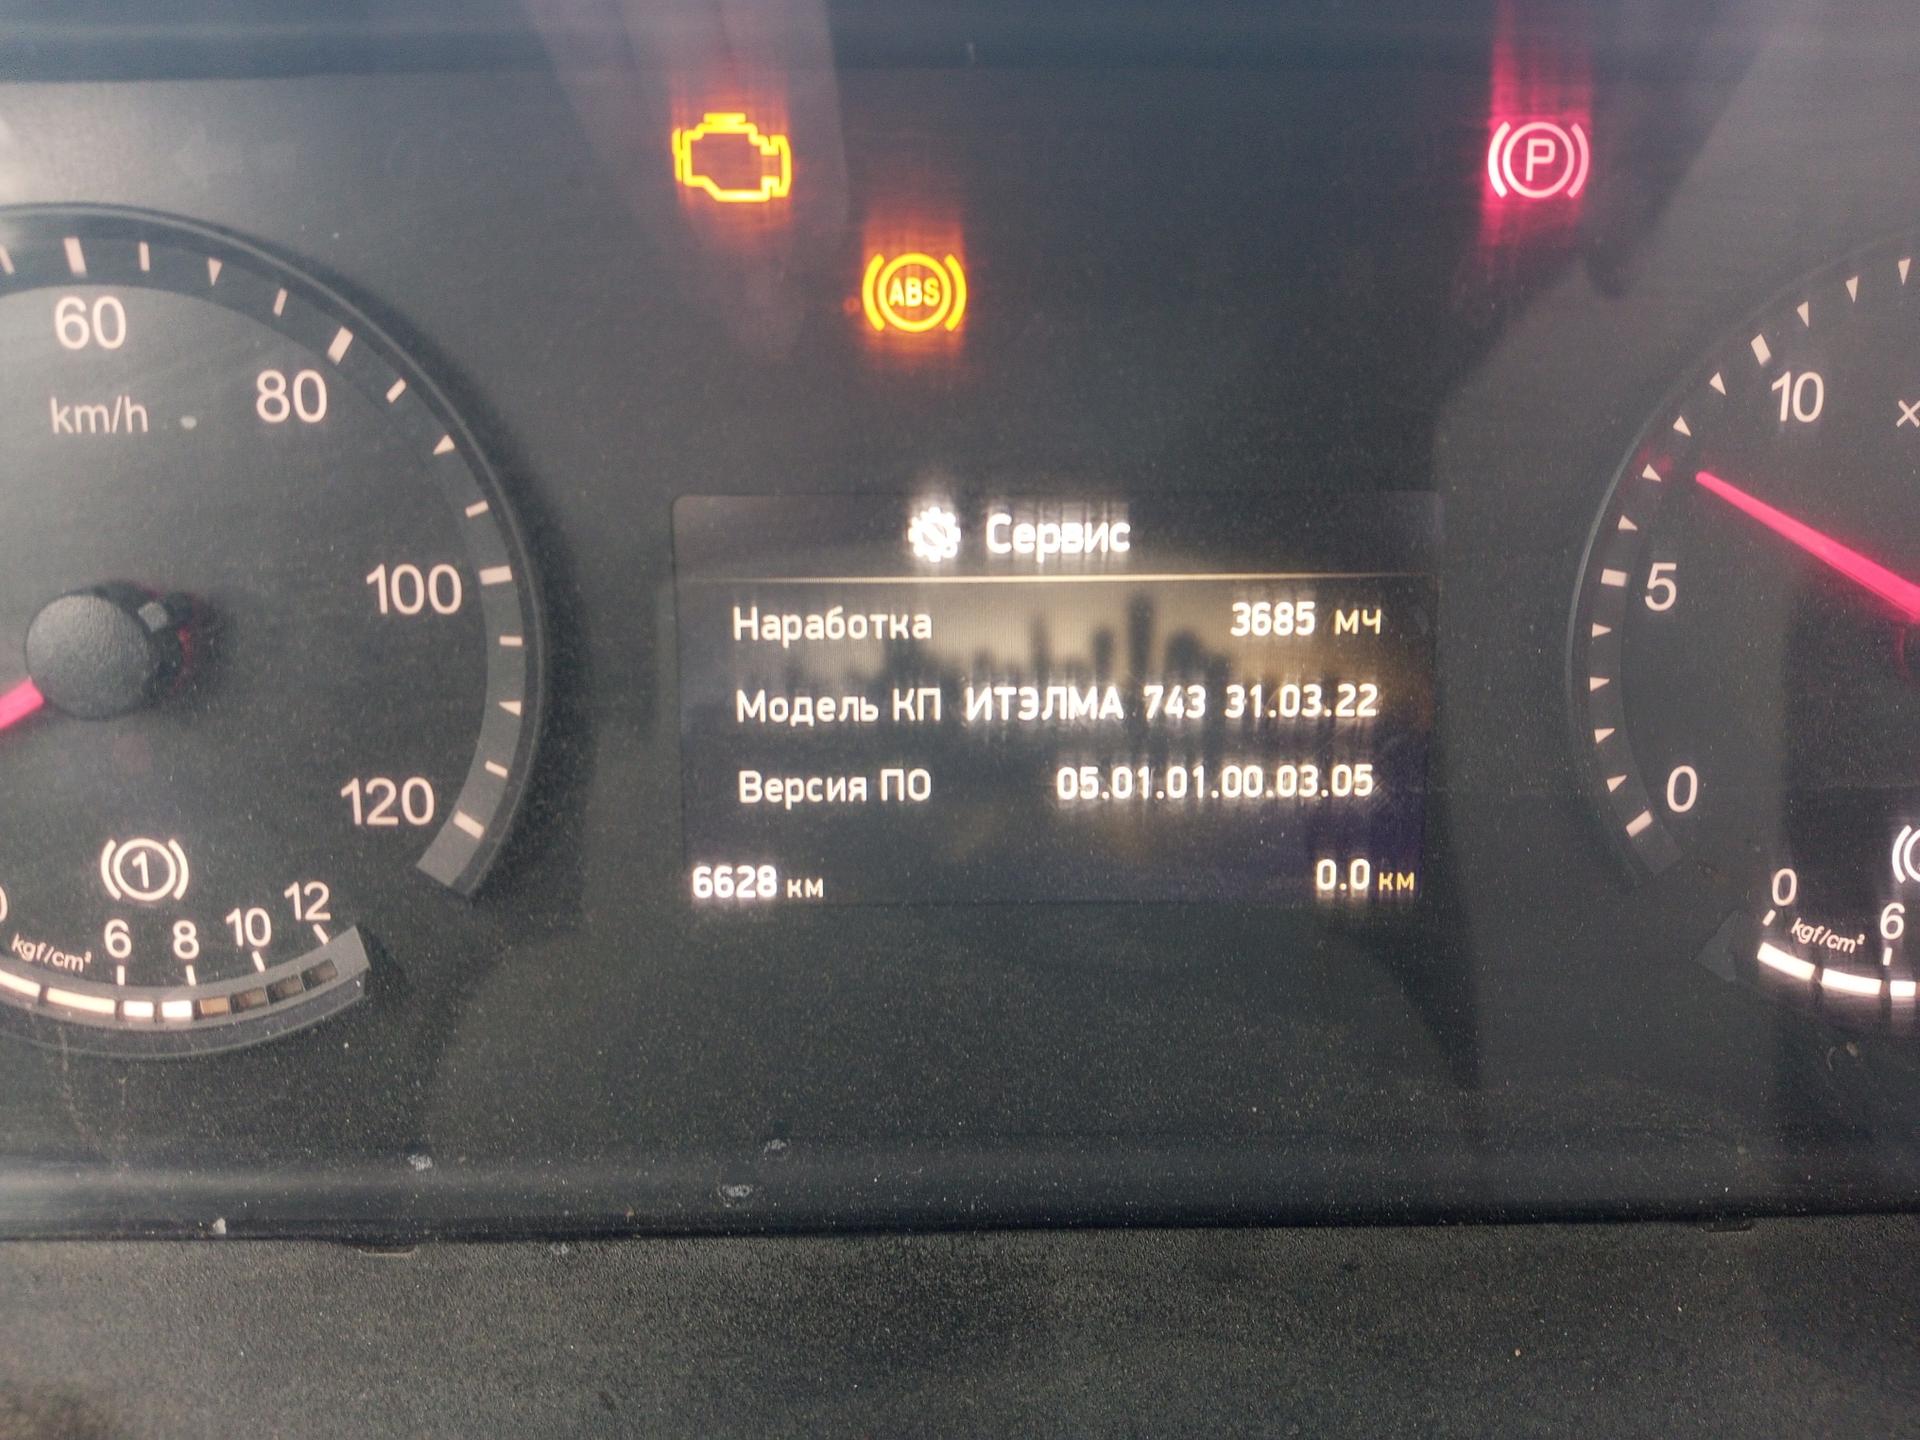 P
ABS
60
80
km/h
100
120
10
×
5
0
Сервис
Наработка 3685 мч
Модель КП ИТЭЛМА 743 31.03.22
Версия ПО 05.01.01.00.03.05
6628 км 0.0 км
1
6 8 10 12
kgf/cm²
0 6
kgf/cm²